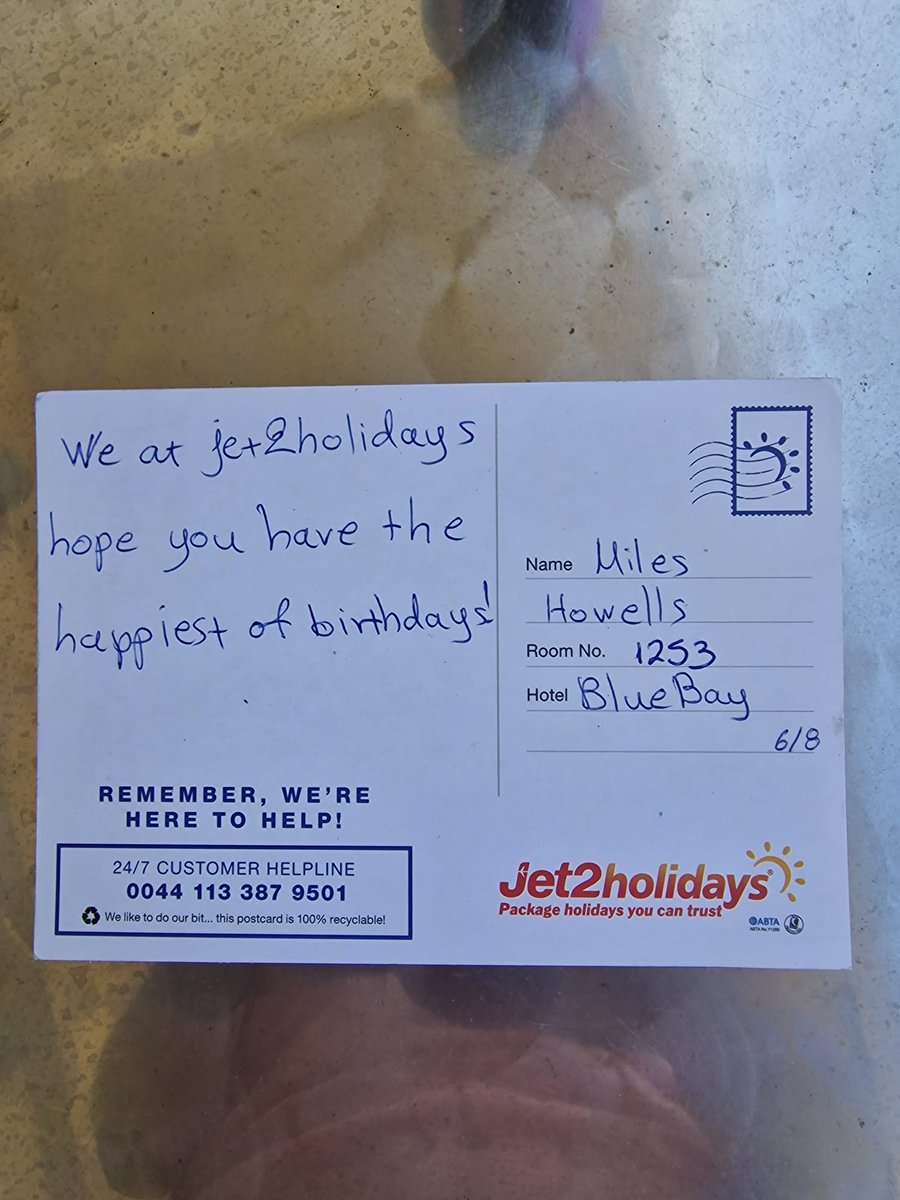 We at jet2holidays
hope you have the
happiest of birthdays!
Name Miles
Howells
Room No. 1253
Hotel BlueBay
6/8
REMEMBER, WE'RE
HERE TO HELP!
24/7 CUSTOMER HELPLINE
0044 113 387 9501
We like to do our bit... this postcard is 100% recyclable!
Jet2holidays
Package holidays you can trust
ABTA